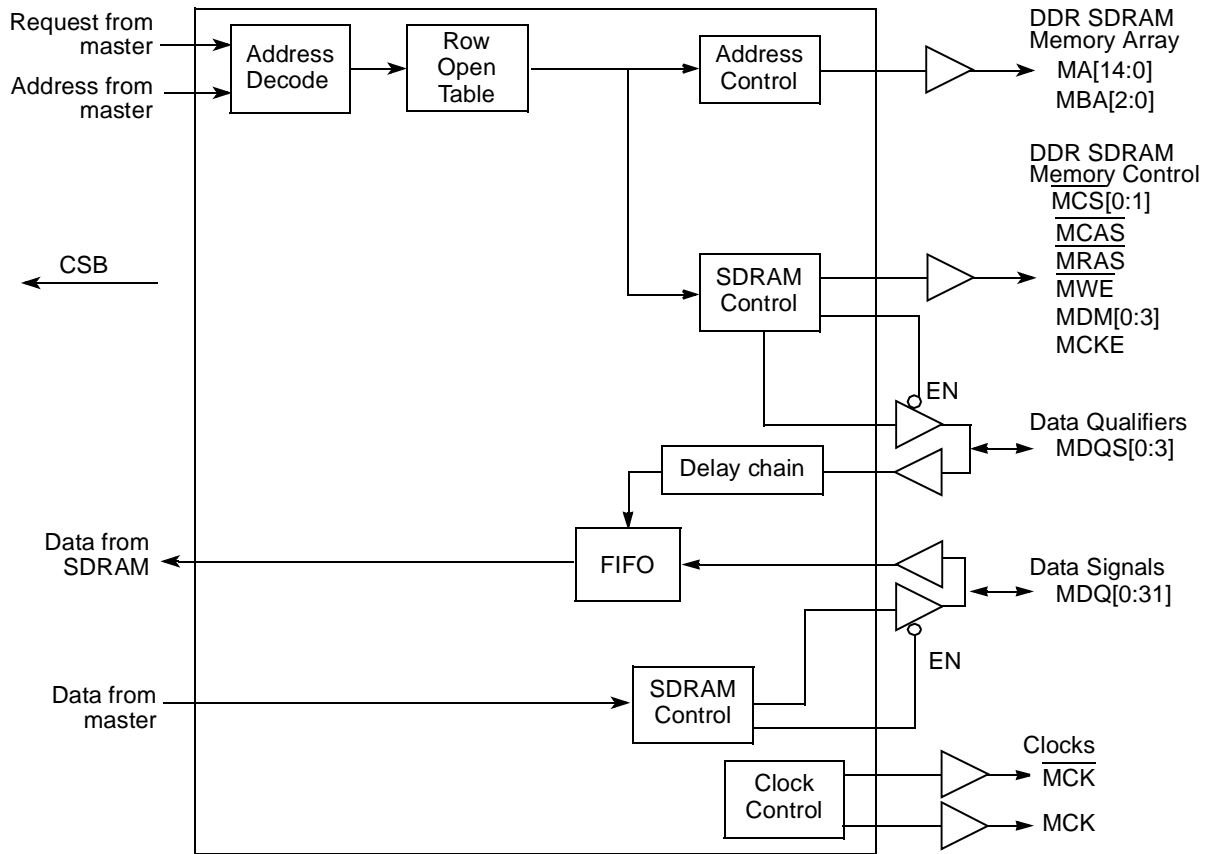 Request from
master
Address from
master
Address
Decode
Row
Open
Table
Address
Control
DDR SDRAM
Memory Array
MA[14:0]
MBA[2:0]
DDR SDRAM
Memory Control
MCS[0:1]
MCAS
MRAS
MWE
MDM[0:3]
MCKE
CSB
SDRAM
Control
EN
Data Qualifiers
MDQS[0:3]
Delay chain
Data from
SDRAM
FIFO
Data Signals
MDQ[0:31]
EN
Data from
master
SDRAM
Control
Clock
Control
Clocks
MCK
MCK